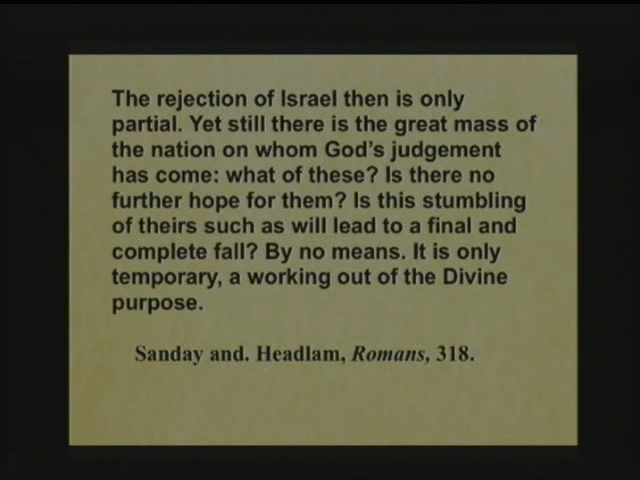 The rejection of Israel then is only
partial. Yet still there is the great mass of
the nation on whom God's judgement
has come: what of these? Is there no
further hope for them? Is this stumbling
of theirs such as will lead to a final and
complete fall? By no means. It is only
temporary, a working out of the Divine
purpose.
Sanday and. Headlam, Romans, 318.